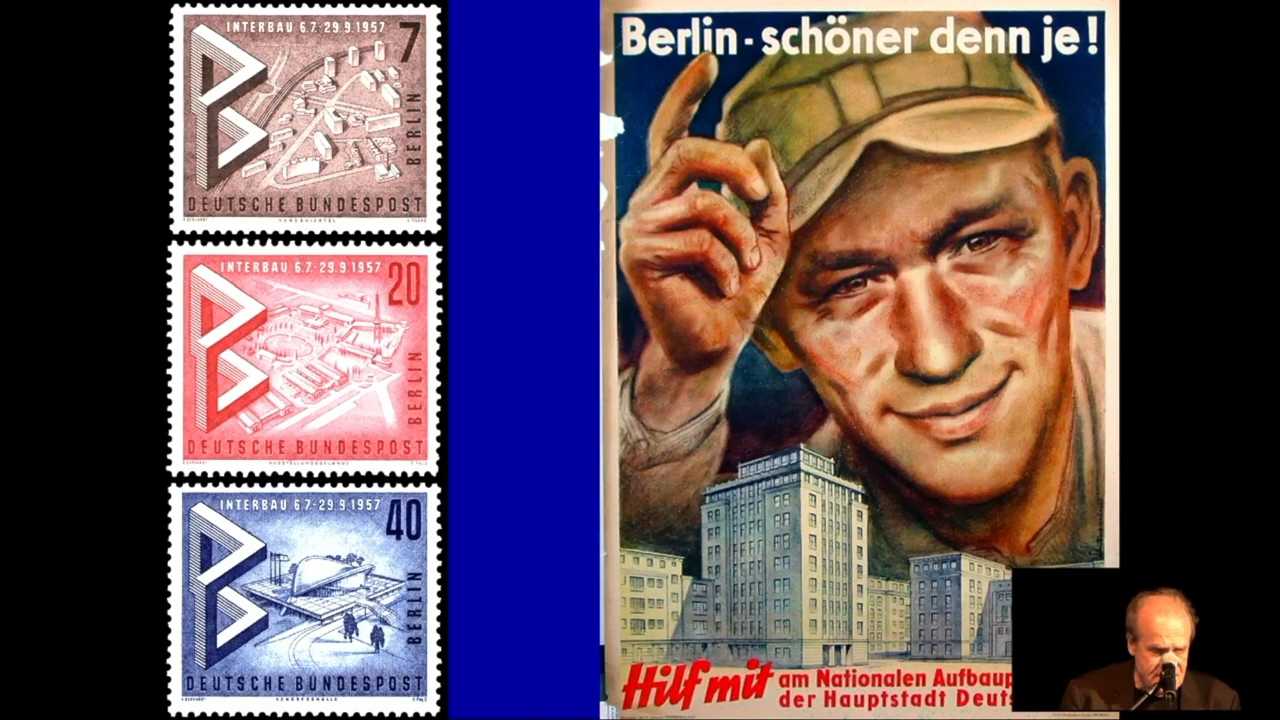 INTERBAU 6.7.-29.9.1957
7
BERLIN
DEUTSCHE BUNDESPOST
INTERBAU 6.7.-29.9.1957
20
BERLIN
DEUTSCHE BUNDESPOST
INTERBAU 6.7.-29.9.1957
40
BERLIN
DEUTSCHE BUNDESPOST
Berlin - schöner denn je!
Hilf mit
am Nationalen Aufbaup
der Hauptstadt Deuts